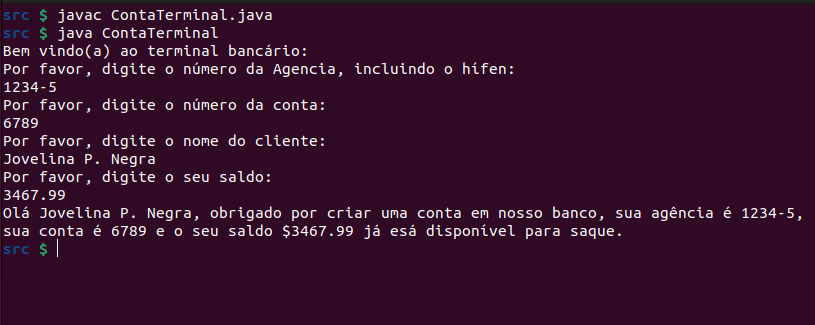 src $ javac ContaTerminal.java
src $ java ContaTerminal
Bem vindo(a) ao terminal bancário:
Por favor, digite o número da Agencia, incluindo o hífen:
1234-5
Por favor, digite o número da conta:
6789
Por favor, digite o nome do cliente:
Jovelina P. Negra
Por favor, digite o seu saldo:
3467.99
Olá Jovelina P. Negra, obrigado por criar uma conta em nosso banco, sua agência é 1234-5,
sua conta é 6789 e o seu saldo $3467.99 já esá disponível para saque.
src $